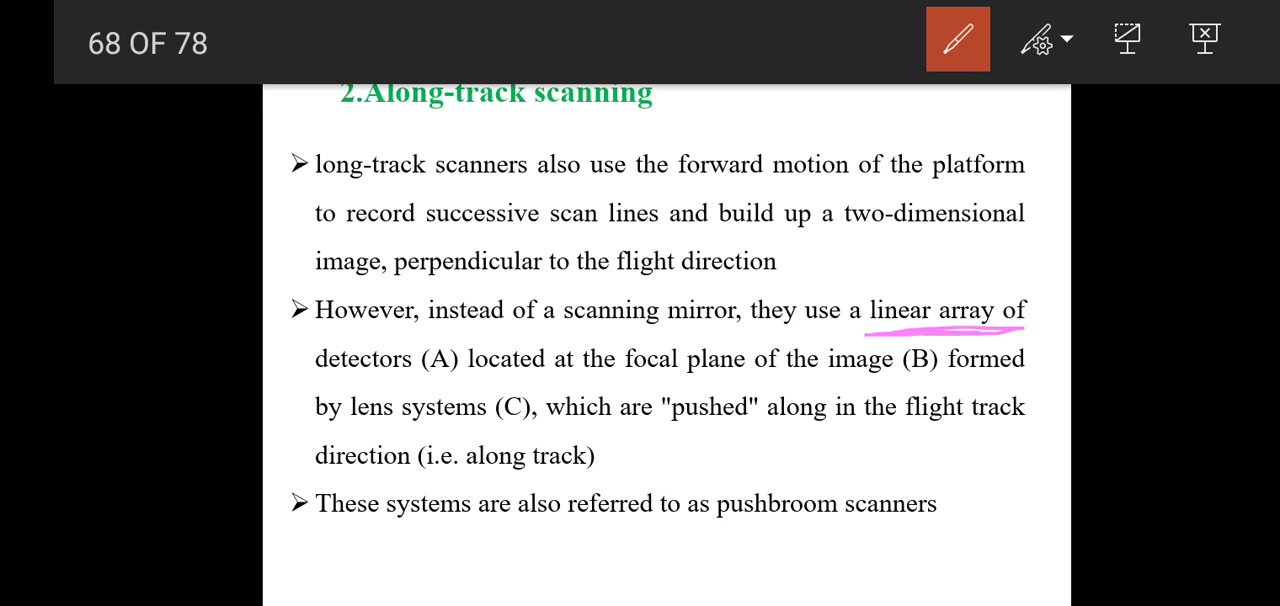 68 OF 78
2.Along-track scanning
➢ long-track scanners also use the forward motion of the platform
to record successive scan lines and build up a two-dimensional
image, perpendicular to the flight direction
➢ However, instead of a scanning mirror, they use a linear array of
detectors (A) located at the focal plane of the image (B) formed
by lens systems (C), which are "pushed" along in the flight track
direction (i.e. along track)
➢ These systems are also referred to as pushbroom scanners